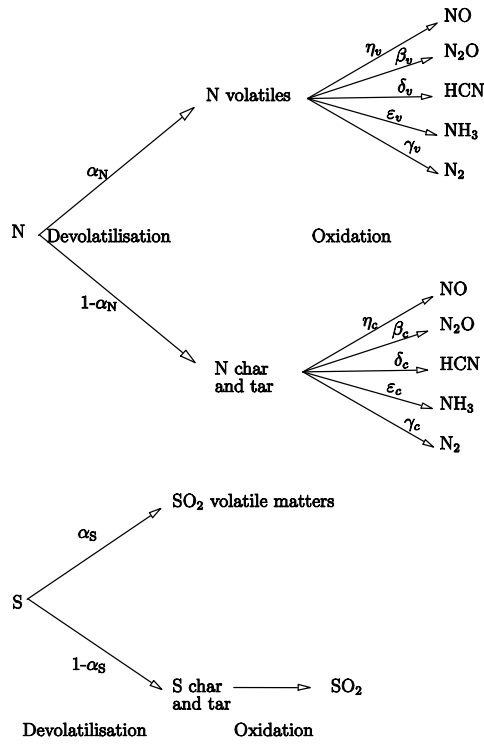 NO
η_v
N₂O
β_v
N volatiles
δ_v
HCN
ε_v
NH₃
γ_v
N₂
α_N
N
Devolatilisation
Oxidation
1-α_N
NO
η_c
N₂O
β_c
N char
and tar
δ_c
HCN
ε_c
NH₃
γ_c
N₂
SO₂ volatile matters
α_S
S
1-α_S
S char
and tar
SO₂
Devolatilisation
Oxidation